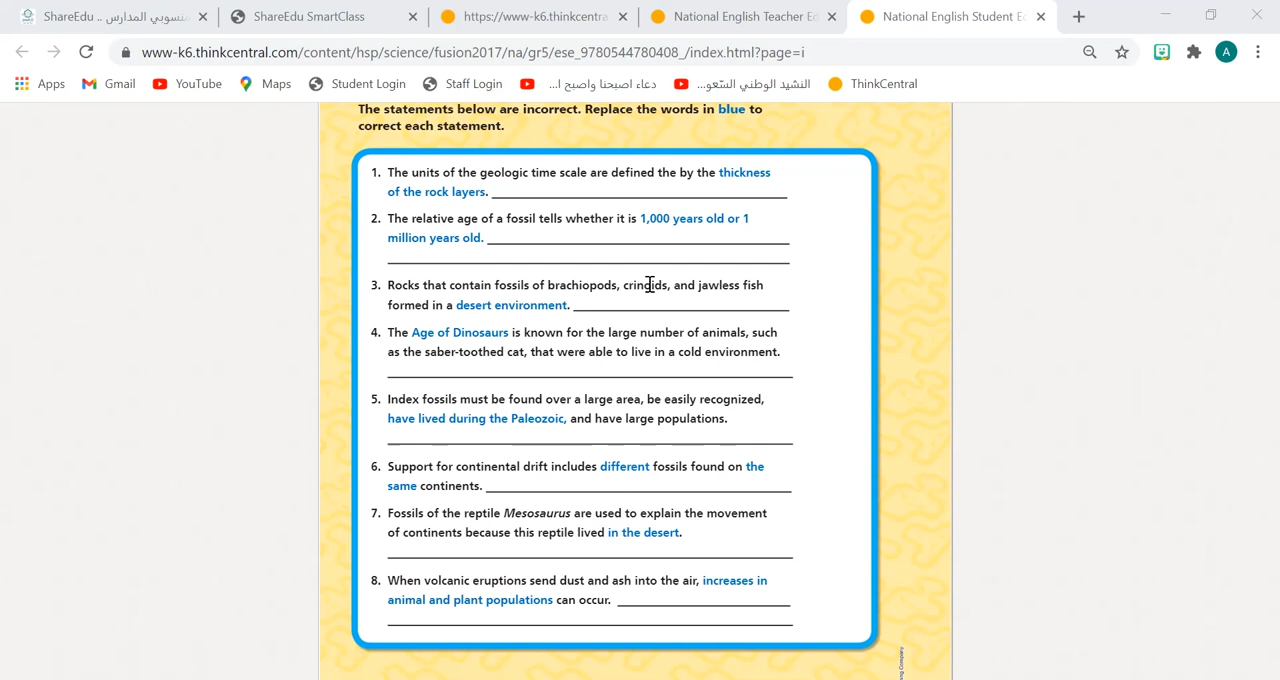 منسوبي المدارس .. ShareEdu
ShareEdu SmartClass
https://www-k6.thinkcentra
National English Teacher Ed
National English Student Ed
www-k6.thinkcentral.com/content/hsp/science/fusion2017/na/gr5/ese_9780544780408_/index.html?page=i
A
Apps Gmail YouTube Maps Student Login Staff Login دعاء اصبحنا واصبح ا... النشيد الوطني السعو... ThinkCentral
The statements below are incorrect. Replace the words in blue to
correct each statement.
1. The units of the geologic time scale are defined the by the thickness
of the rock layers.
2. The relative age of a fossil tells whether it is 1,000 years old or 1
million years old.
3. Rocks that contain fossils of brachiopods, crinoids, and jawless fish
formed in a desert environment.
4. The Age of Dinosaurs is known for the large number of animals, such
as the saber-toothed cat, that were able to live in a cold environment.
5. Index fossils must be found over a large area, be easily recognized,
have lived during the Paleozoic, and have large populations.
6. Support for continental drift includes different fossils found on the
same continents.
7. Fossils of the reptile Mesosaurus are used to explain the movement
of continents because this reptile lived in the desert.
8. When volcanic eruptions send dust and ash into the air, increases in
animal and plant populations can occur.